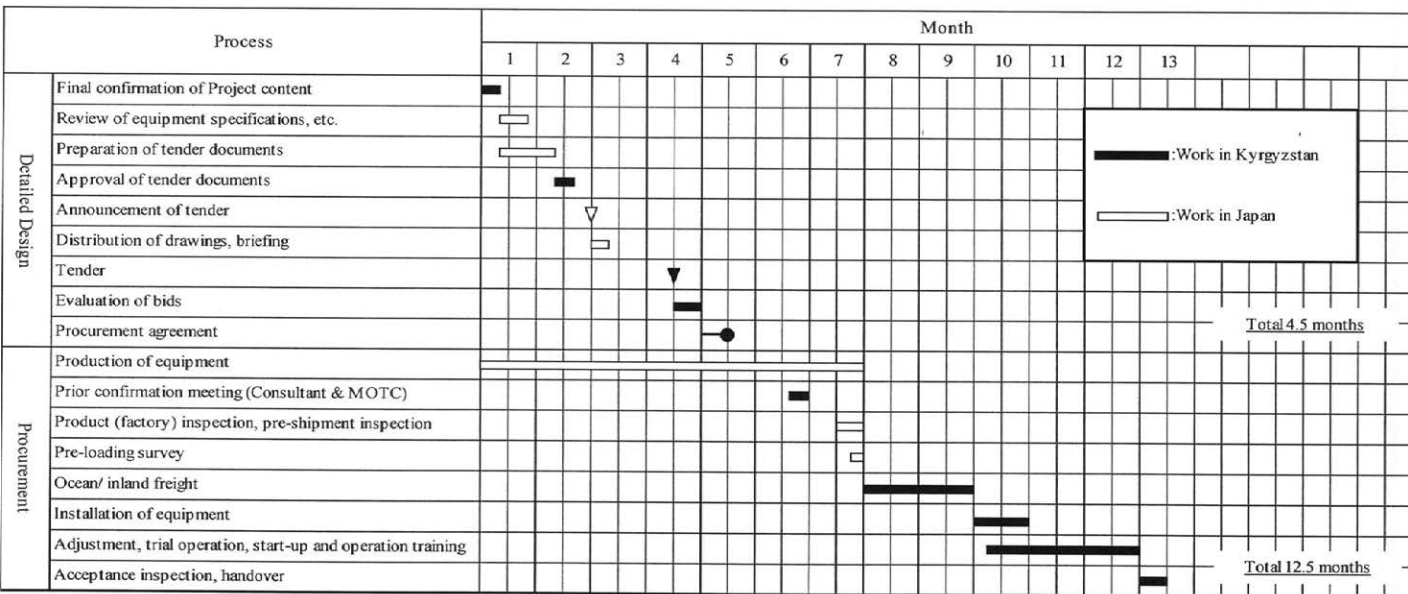 Process
Month
1 2 3 4 5 6 7 8 9 10 11 12 13
Detailed Design
Final confirmation of Project content
Review of equipment specifications, etc.
Preparation of tender documents
Approval of tender documents
Announcement of tender
Distribution of drawings, briefing
Tender
Evaluation of bids
Procurement agreement
:Work in Kyrgyzstan
:Work in Japan
Total 4.5 months
Procurement
Production of equipment
Prior confirmation meeting (Consultant & MOTC)
Product (factory) inspection, pre-shipment inspection
Pre-loading survey
Ocean/ inland freight
Installation of equipment
Adjustment, trial operation, start-up and operation training
Acceptance inspection, handover
Total 12.5 months